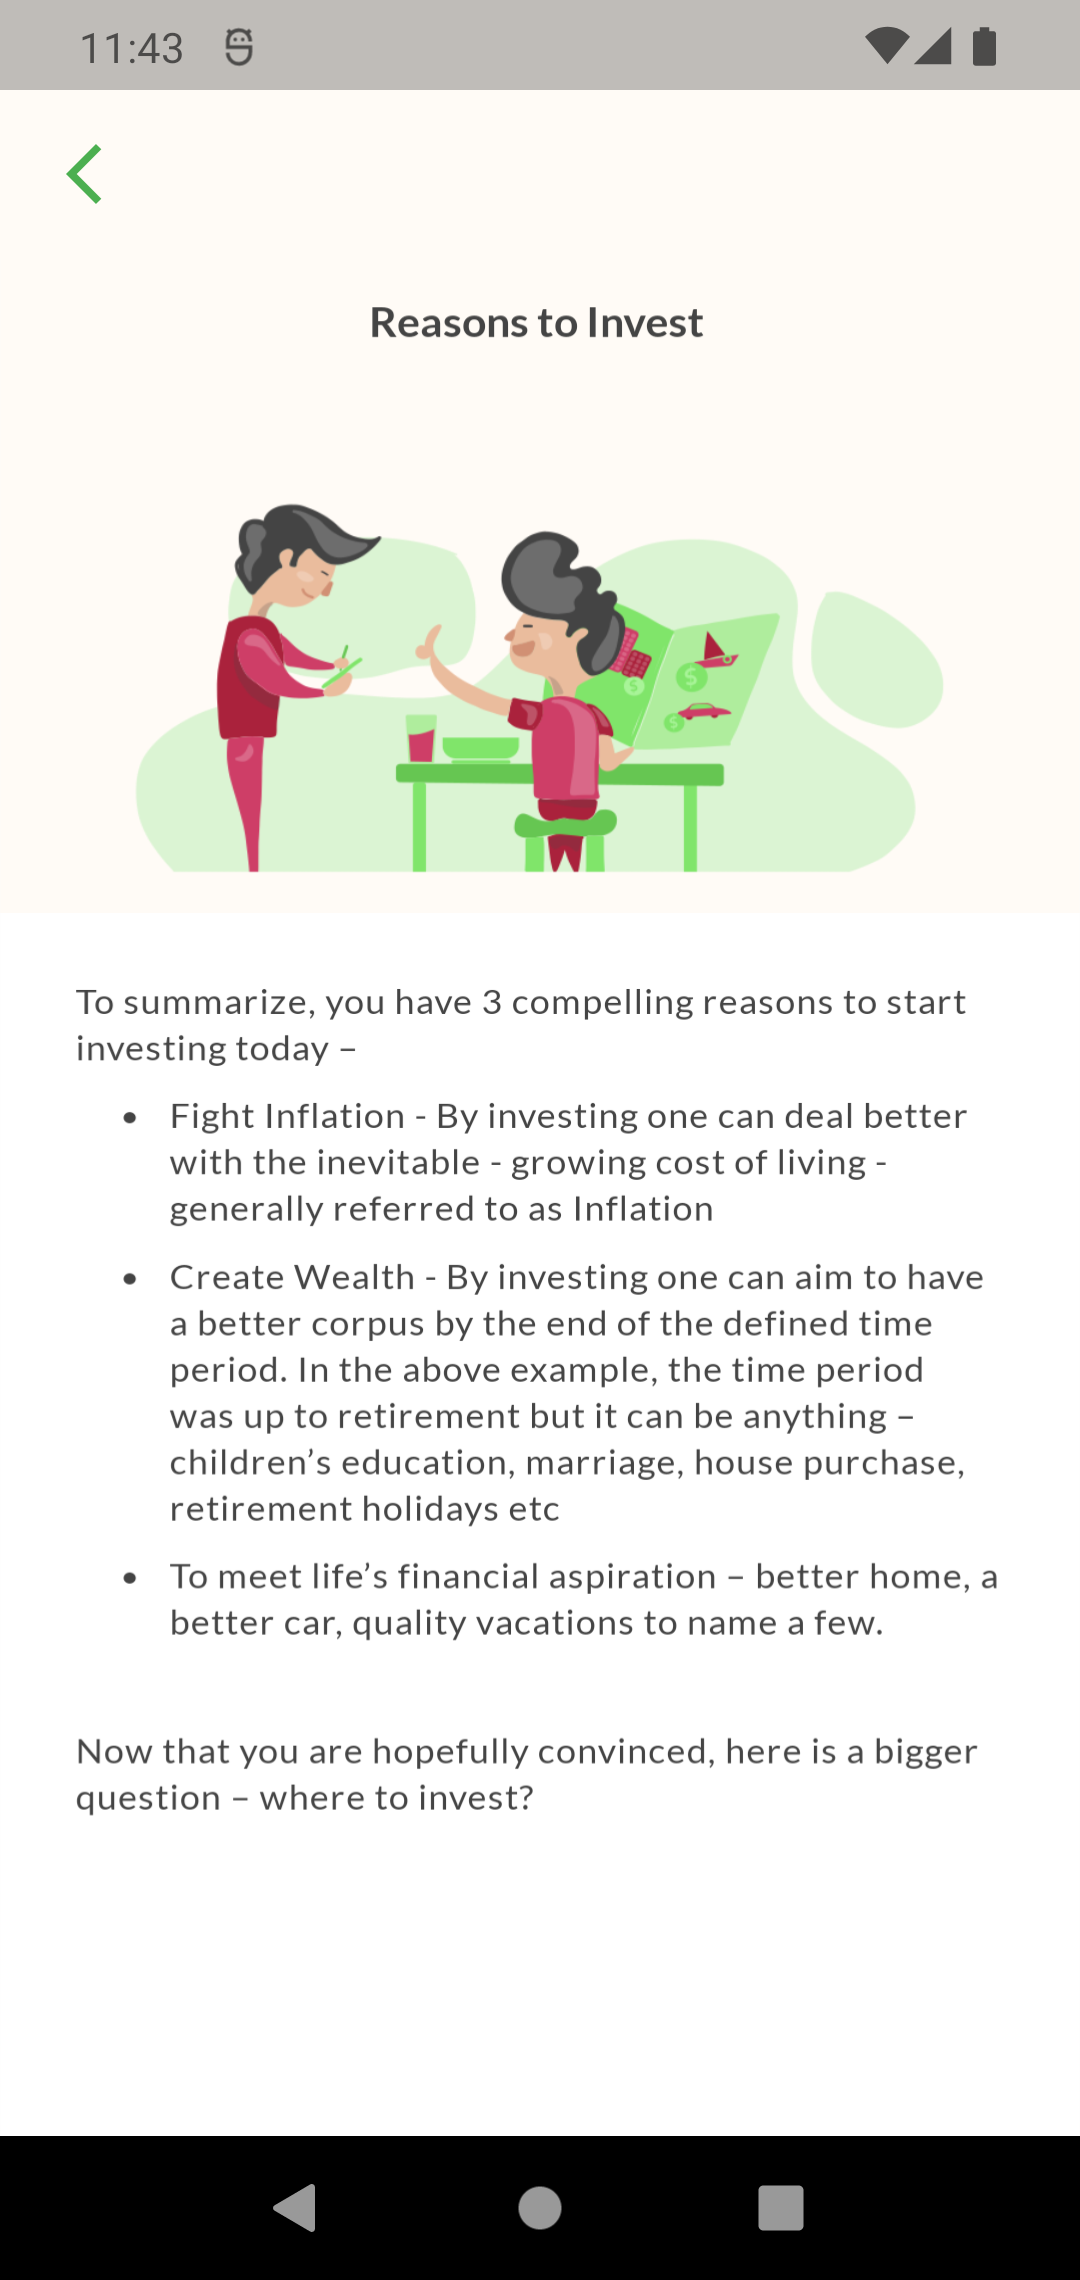 11:43
Reasons to Invest
$
$
$
To summarize, you have 3 compelling reasons to start
investing today –
• Fight Inflation - By investing one can deal better
with the inevitable - growing cost of living -
generally referred to as Inflation
• Create Wealth - By investing one can aim to have
a better corpus by the end of the defined time
period. In the above example, the time period
was up to retirement but it can be anything –
children’s education, marriage, house purchase,
retirement holidays etc
• To meet life’s financial aspiration – better home, a
better car, quality vacations to name a few.
Now that you are hopefully convinced, here is a bigger
question – where to invest?